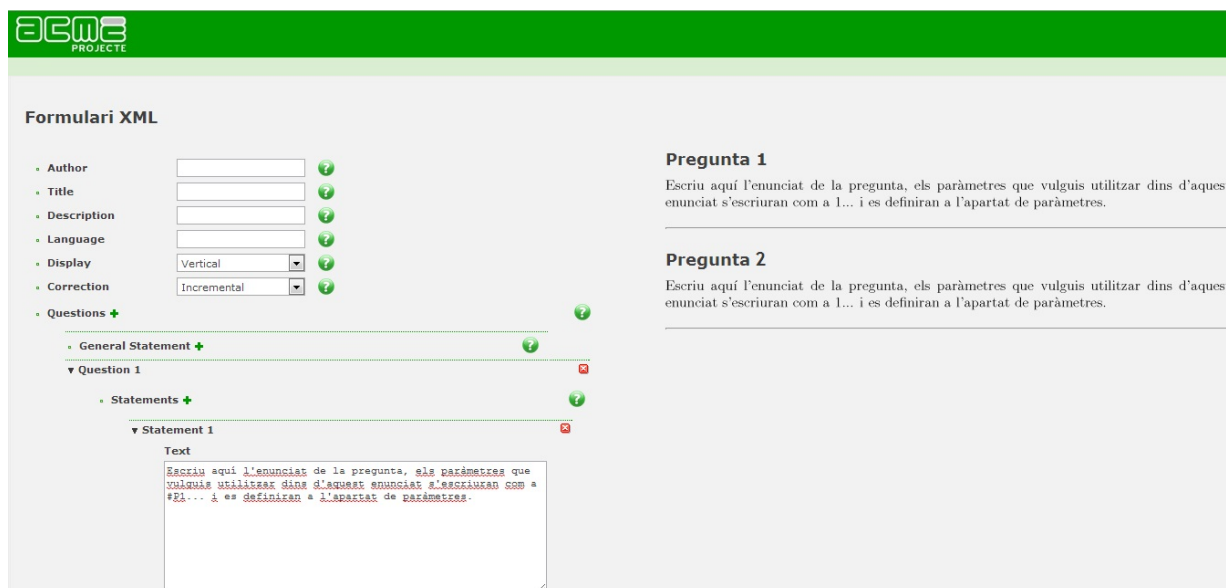 acme
PROJECTE
Formulari XML
Author
Title
Description
Language
Display Vertical
Correction Incremental
Questions
General Statement
Question 1
Statements
Statement 1
Text
Escriu aquí l'enunciat de la pregunta, els paràmetres que
vulguis utilitzar dins d'aquest enunciat s'escriuran com a
#P1... i es definiran a l'apartat de paràmetres.
Pregunta 1
Escriu aquí l'enunciat de la pregunta, els paràmetres que vulguis utilitzar dins d'aques
enunciat s'escriuran com a 1... i es definiran a l'apartat de paràmetres.
Pregunta 2
Escriu aquí l'enunciat de la pregunta, els paràmetres que vulguis utilitzar dins d'aques
enunciat s'escriuran com a 1... i es definiran a l'apartat de paràmetres.